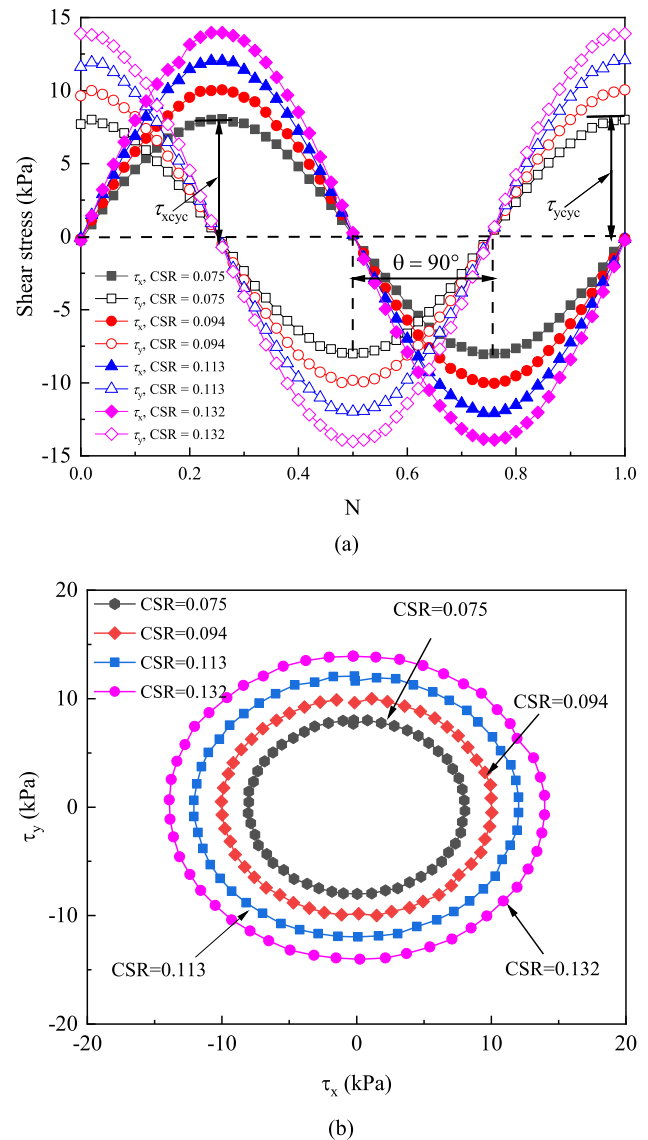 15
10
5
0
-5
-10
-15
Shear stress (kPa)
τxcyc
τycyc
θ = 90°
τx, CSR = 0.075
τy, CSR = 0.075
τx, CSR = 0.094
τy, CSR = 0.094
τx, CSR = 0.113
τy, CSR = 0.113
τx, CSR = 0.132
τy, CSR = 0.132
0.0 0.2 0.4 0.6 0.8 1.0
N
(a)
20
10
0
-10
-20
τy (kPa)
CSR=0.075
CSR=0.094
CSR=0.113
CSR=0.132
CSR=0.075
CSR=0.094
CSR=0.113
CSR=0.132
-20 -10 0 10 20
τx (kPa)
(b)